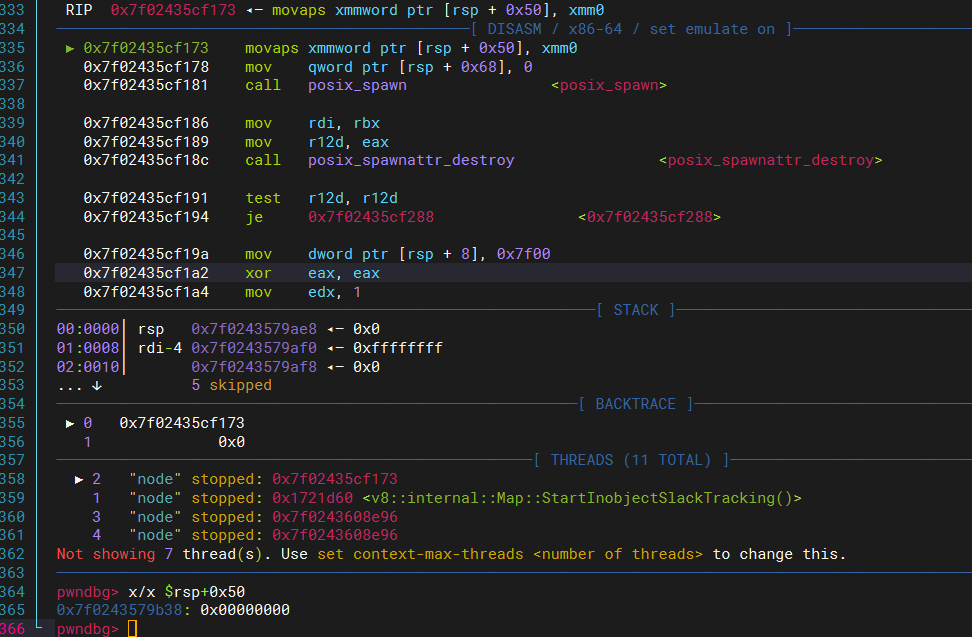 333 RIP 0x7f02435cf173 ◂— movaps xmmword ptr [rsp + 0x50], xmm0
334 ─[ DISASM / x86-64 / set emulate on ]─
335 ► 0x7f02435cf173 movaps xmmword ptr [rsp + 0x50], xmm0
336 0x7f02435cf178 mov qword ptr [rsp + 0x68], 0
337 0x7f02435cf181 call posix_spawn <posix_spawn>
338
339 0x7f02435cf186 mov rdi, rbx
340 0x7f02435cf189 mov r12d, eax
341 0x7f02435cf18c call posix_spawnattr_destroy <posix_spawnattr_destroy>
342
343 0x7f02435cf191 test r12d, r12d
344 0x7f02435cf194 je 0x7f02435cf288 <0x7f02435cf288>
345
346 0x7f02435cf19a mov dword ptr [rsp + 8], 0x7f00
347 0x7f02435cf1a2 xor eax, eax
348 0x7f02435cf1a4 mov edx, 1
349 ─[ STACK ]─
350 00:0000│ rsp 0x7f0243579ae8 ◂— 0x0
351 01:0008│ rdi-4 0x7f0243579af0 ◂— 0xffffffff
352 02:0010│ 0x7f0243579af8 ◂— 0x0
353 ... ↓ 5 skipped
354 ─[ BACKTRACE ]─
355 ► 0 0x7f02435cf173
356 1 0x0
357 ─[ THREADS (11 TOTAL) ]─
358 ► 2 "node" stopped: 0x7f02435cf173
359 1 "node" stopped: 0x1721d60 <v8::internal::Map::StartInobjectSlackTracking()>
360 3 "node" stopped: 0x7f0243608e96
361 4 "node" stopped: 0x7f0243608e96
362 Not showing 7 thread(s). Use set context-max-threads <number of threads> to change this.
363
364 pwndbg> x/x $rsp+0x50
365 0x7f0243579b38: 0x00000000
366 pwndbg>